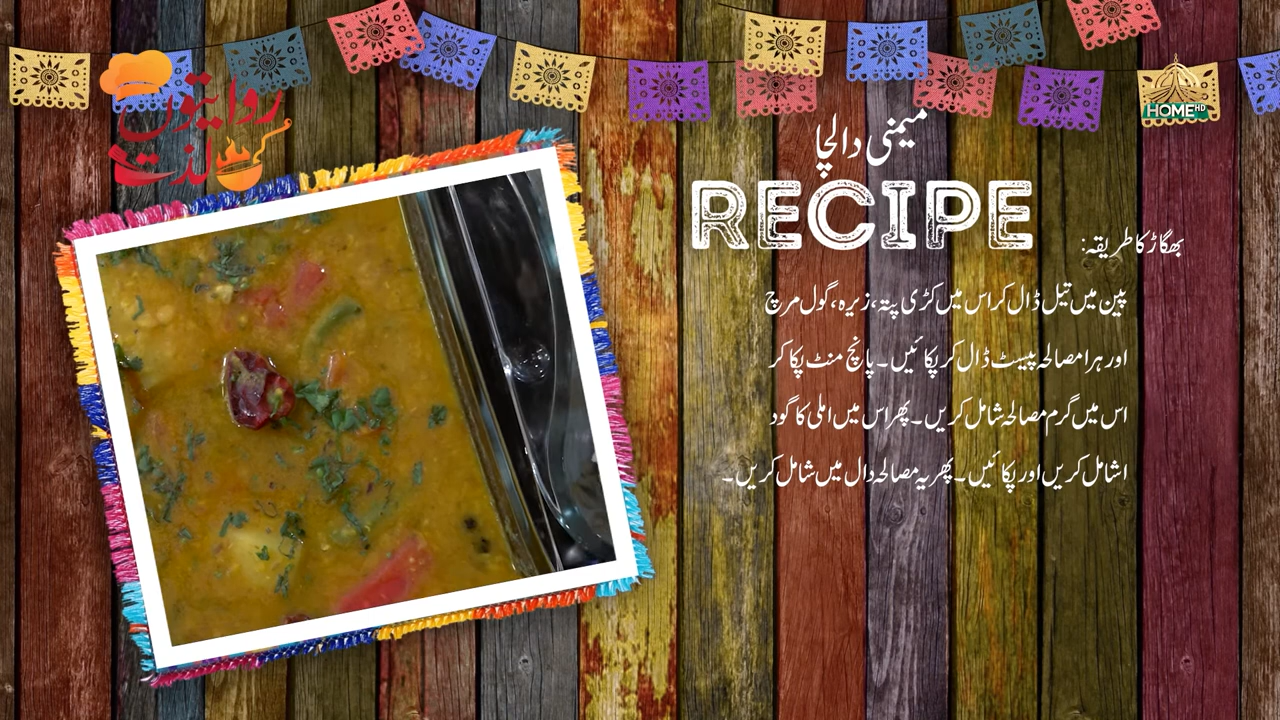 روایتوں
کی لذت
HOME HD
میمنی دالچا
RECIPE
بھگاڑ کا طریقہ:
پین میں تیل ڈال کر اس میں کڑی پتہ، زیرہ، گول مرچ
اور ہرا مصالحہ پیسٹ ڈال کر پکائیں۔ پانچ منٹ پکا کر
اس میں گرم مصالحہ شامل کریں۔ پھر اس میں املی کا گود
اشامل کریں اور پکائیں۔ پھر یہ مصالحہ دال میں شامل کریں۔